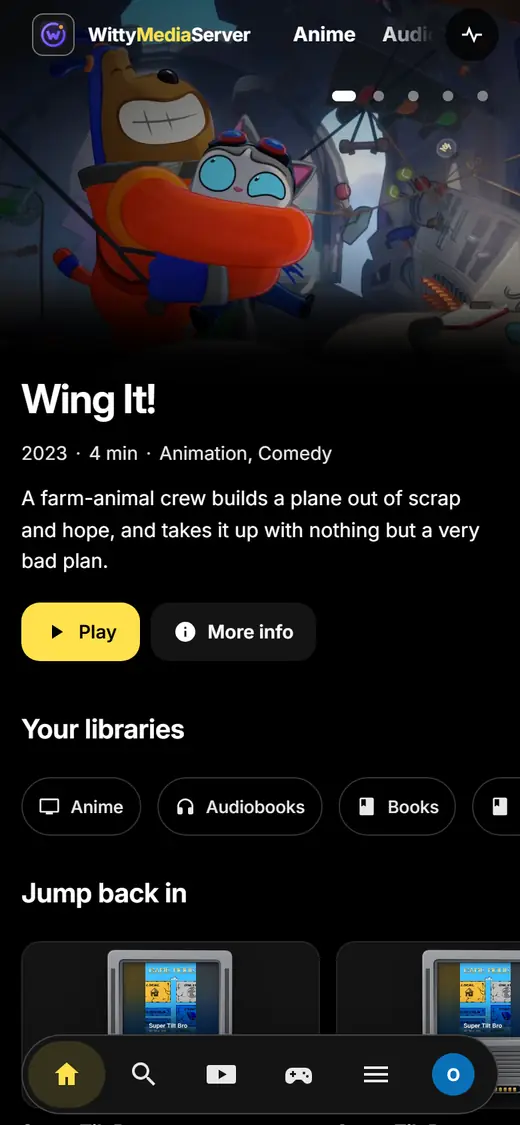 WittyMediaServer
Anime
Audi
Wing It!
2023 · 4 min · Animation, Comedy
A farm-animal crew builds a plane out of scrap
and hope, and takes it up with nothing but a very
bad plan.
Play
More info
Your libraries
Anime
Audiobooks
Books
Jump back in
Super Tilt Bro
Super Tilt Bro
O